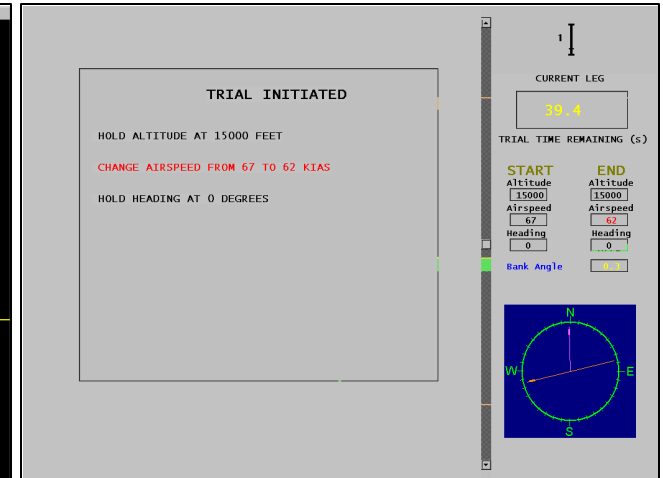 1
CURRENT LEG
TRIAL INITIATED
39.4
HOLD ALTITUDE AT 15000 FEET
TRIAL TIME REMAINING (s)
CHANGE AIRSPEED FROM 67 TO 62 KIAS
HOLD HEADING AT 0 DEGREES
START END
Altitude Altitude
15000 15000
Airspeed Airspeed
67 62
Heading Heading
0 0
Bank Angle
N
W E
S